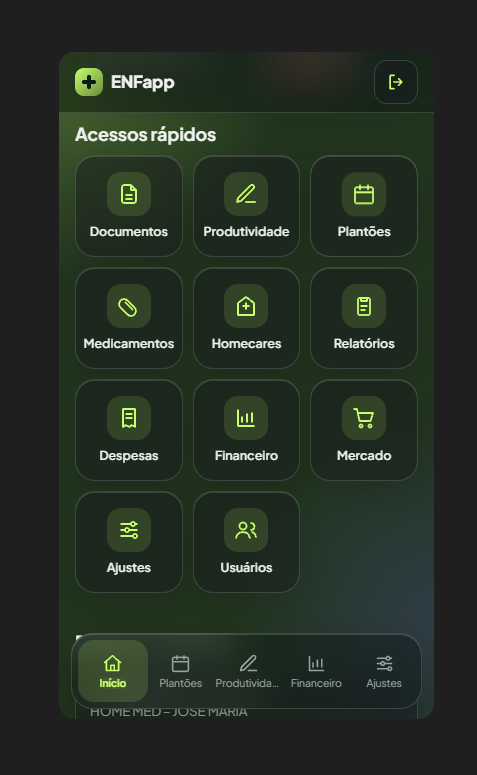 ENFapp
Acessos rápidos
Documentos
Produtividade
Plantões
Medicamentos
Homecares
Relatórios
Despesas
Financeiro
Mercado
Ajustes
Usuários
Início
Plantões
Produtivida...
Financeiro
Ajustes
HOME MED – JOSE MARIA